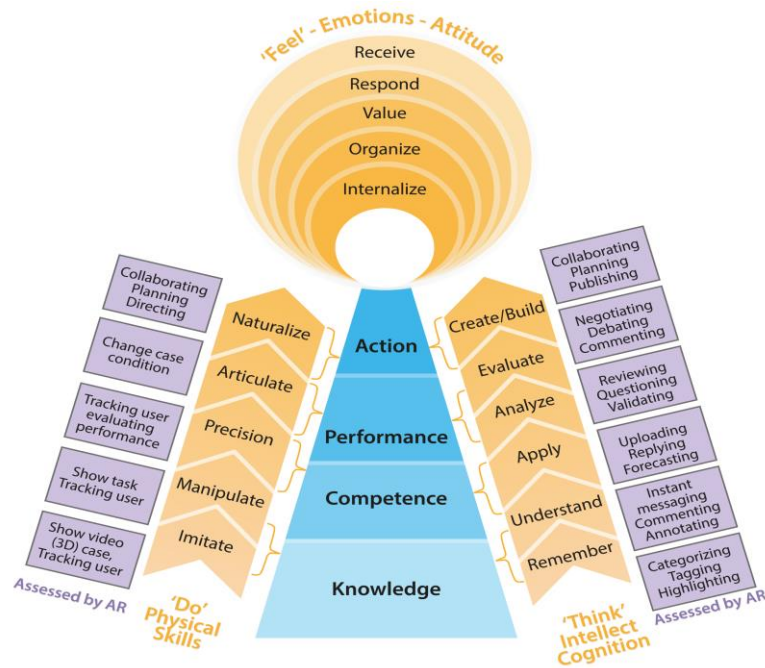 'Feel' - Emotions - Attitude
Receive
Respond
Value
Organize
Internalize
Collaborating
Planning
Directing
Change case
condition
Tracking user
evaluating
performance
Show task
Tracking user
Show video
(3D) case,
Tracking user
Assessed by AR
Naturalize
Articulate
Precision
Manipulate
Imitate
'Do'
Physical
Skills
Action
Performance
Competence
Knowledge
Create/Build
Evaluate
Analyze
Apply
Understand
Remember
'Think'
Intellect
Cognition
Collaborating
Planning
Publishing
Negotiating
Debating
Commenting
Reviewing
Questioning
Validating
Uploading
Replying
Forecasting
Instant
messaging
Commenting
Annotating
Categorizing
Tagging
Highlighting
Assessed by AR